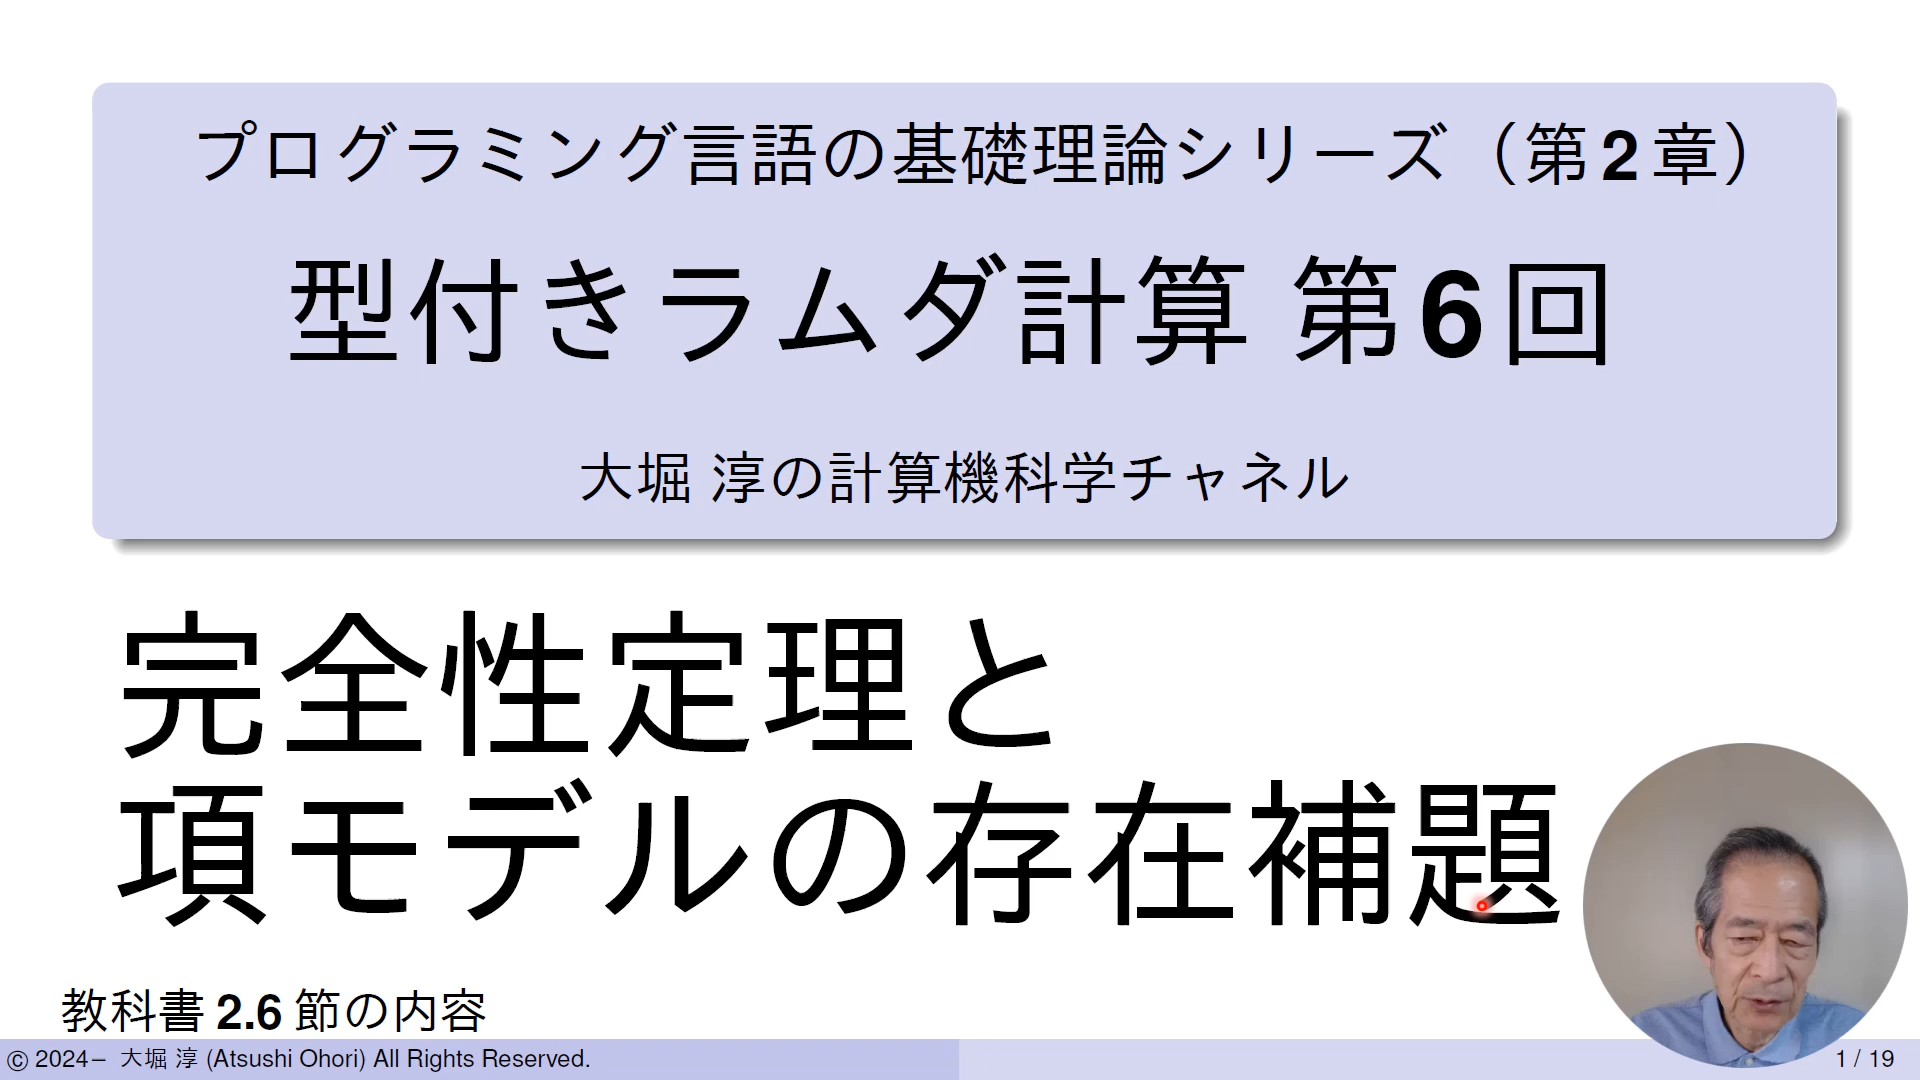 プログラミング言語の基礎理論シリーズ（第2章）
型付きラムダ計算 第6回
大堀 淳の計算機科学チャネル
完全性定理と
項モデルの存在補題
教科書 2.6 節の内容
© 2024− 大堀 淳 (Atsushi Ohori) All Rights Reserved.
1 / 19